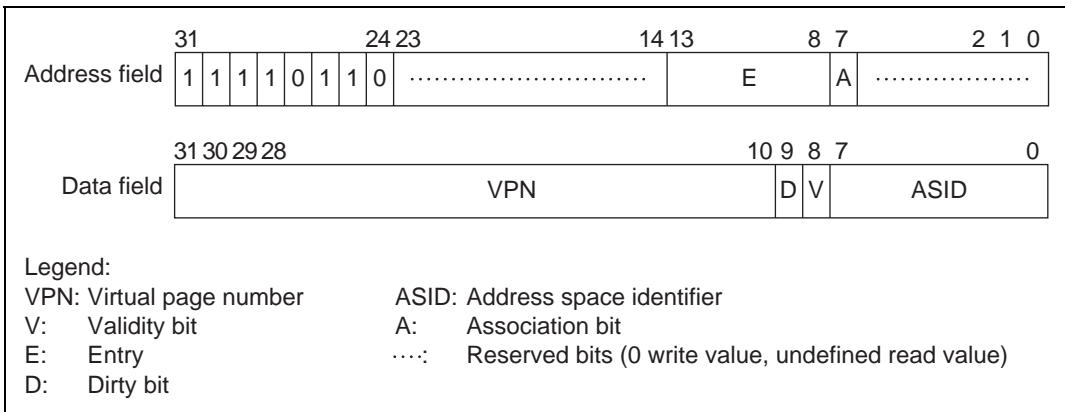 31 24 23 14 13 8 7 2 1 0
Address field 1 1 1 1 0 1 1 0 ............................ E A ..................
31 30 29 28 10 9 8 7 0
Data field VPN D V ASID
Legend:
VPN: Virtual page number ASID: Address space identifier
V: Validity bit A: Association bit
E: Entry ····: Reserved bits (0 write value, undefined read value)
D: Dirty bit